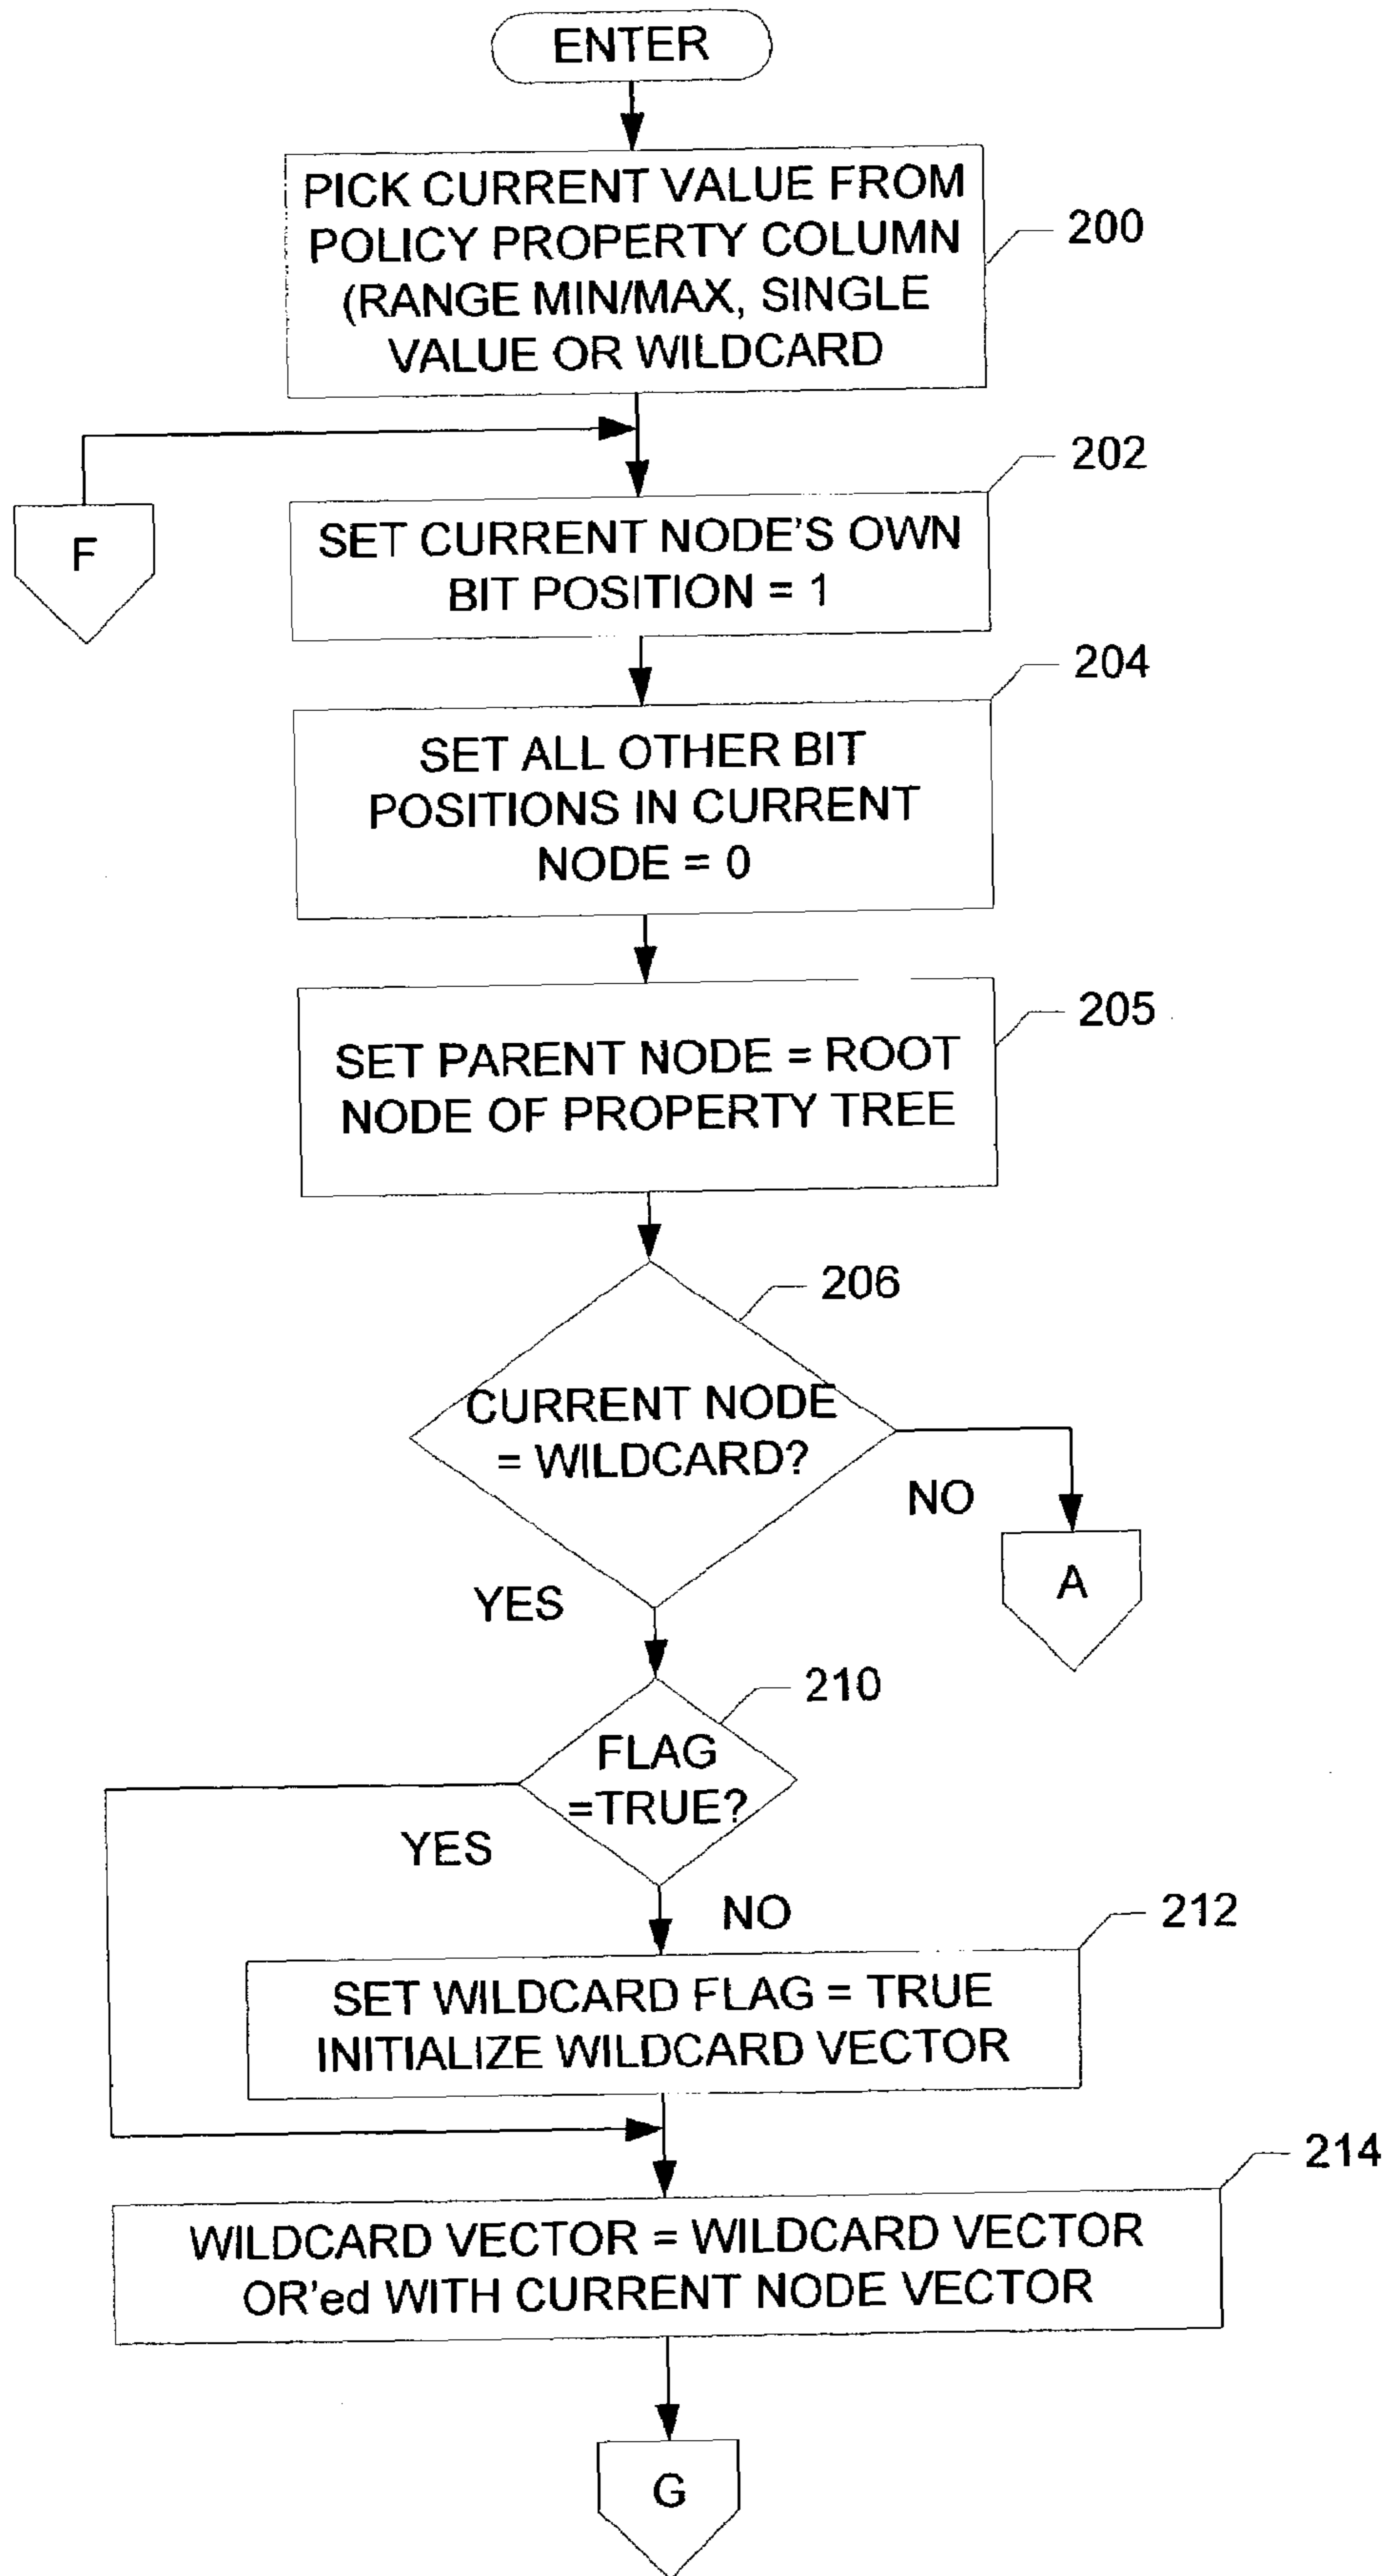 ENTER
PICK CURRENT VALUE FROM
POLICY PROPERTY COLUMN
(RANGE MIN/MAX, SINGLE
VALUE OR WILDCARD
200
F
202
SET CURRENT NODE'S OWN
BIT POSITION = 1
204
SET ALL OTHER BIT
POSITIONS IN CURRENT
NODE = 0
205
SET PARENT NODE = ROOT
NODE OF PROPERTY TREE
206
CURRENT NODE
= WILDCARD?
NO
A
YES
210
FLAG
=TRUE?
YES
NO
212
SET WILDCARD FLAG = TRUE
INITIALIZE WILDCARD VECTOR
214
WILDCARD VECTOR = WILDCARD VECTOR
OR'ed WITH CURRENT NODE VECTOR
G